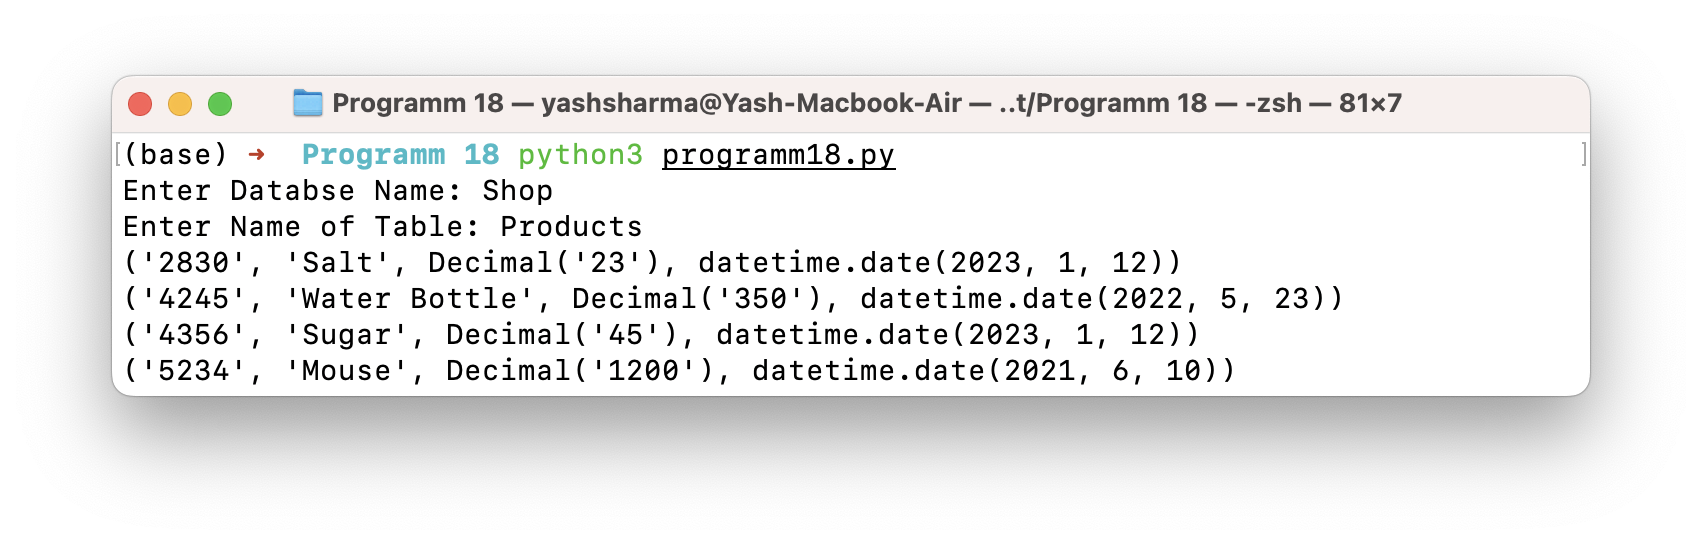 Programm 18 — yashsharma@Yash-Macbook-Air — ..t/Programm 18 — -zsh — 81×7
[(base) ➜  Programm 18 python3 programm18.py ]
Enter Databse Name: Shop
Enter Name of Table: Products
('2830', 'Salt', Decimal('23'), datetime.date(2023, 1, 12))
('4245', 'Water Bottle', Decimal('350'), datetime.date(2022, 5, 23))
('4356', 'Sugar', Decimal('45'), datetime.date(2023, 1, 12))
('5234', 'Mouse', Decimal('1200'), datetime.date(2021, 6, 10))